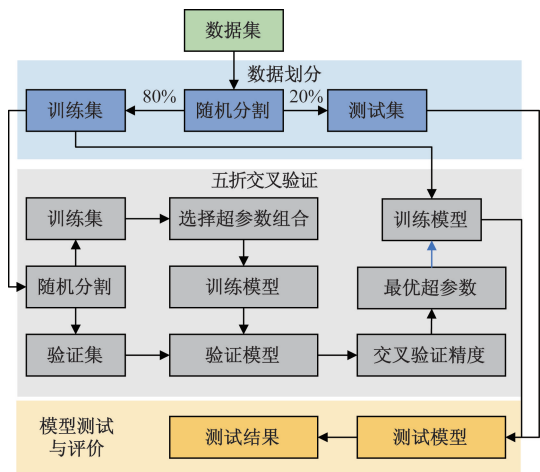 数据集
数据划分
训练集
80%
随机分割
20%
测试集
五折交叉验证
训练集
选择超参数组合
训练模型
随机分割
训练模型
最优超参数
验证集
验证模型
交叉验证精度
模型测试
与评价
测试结果
测试模型